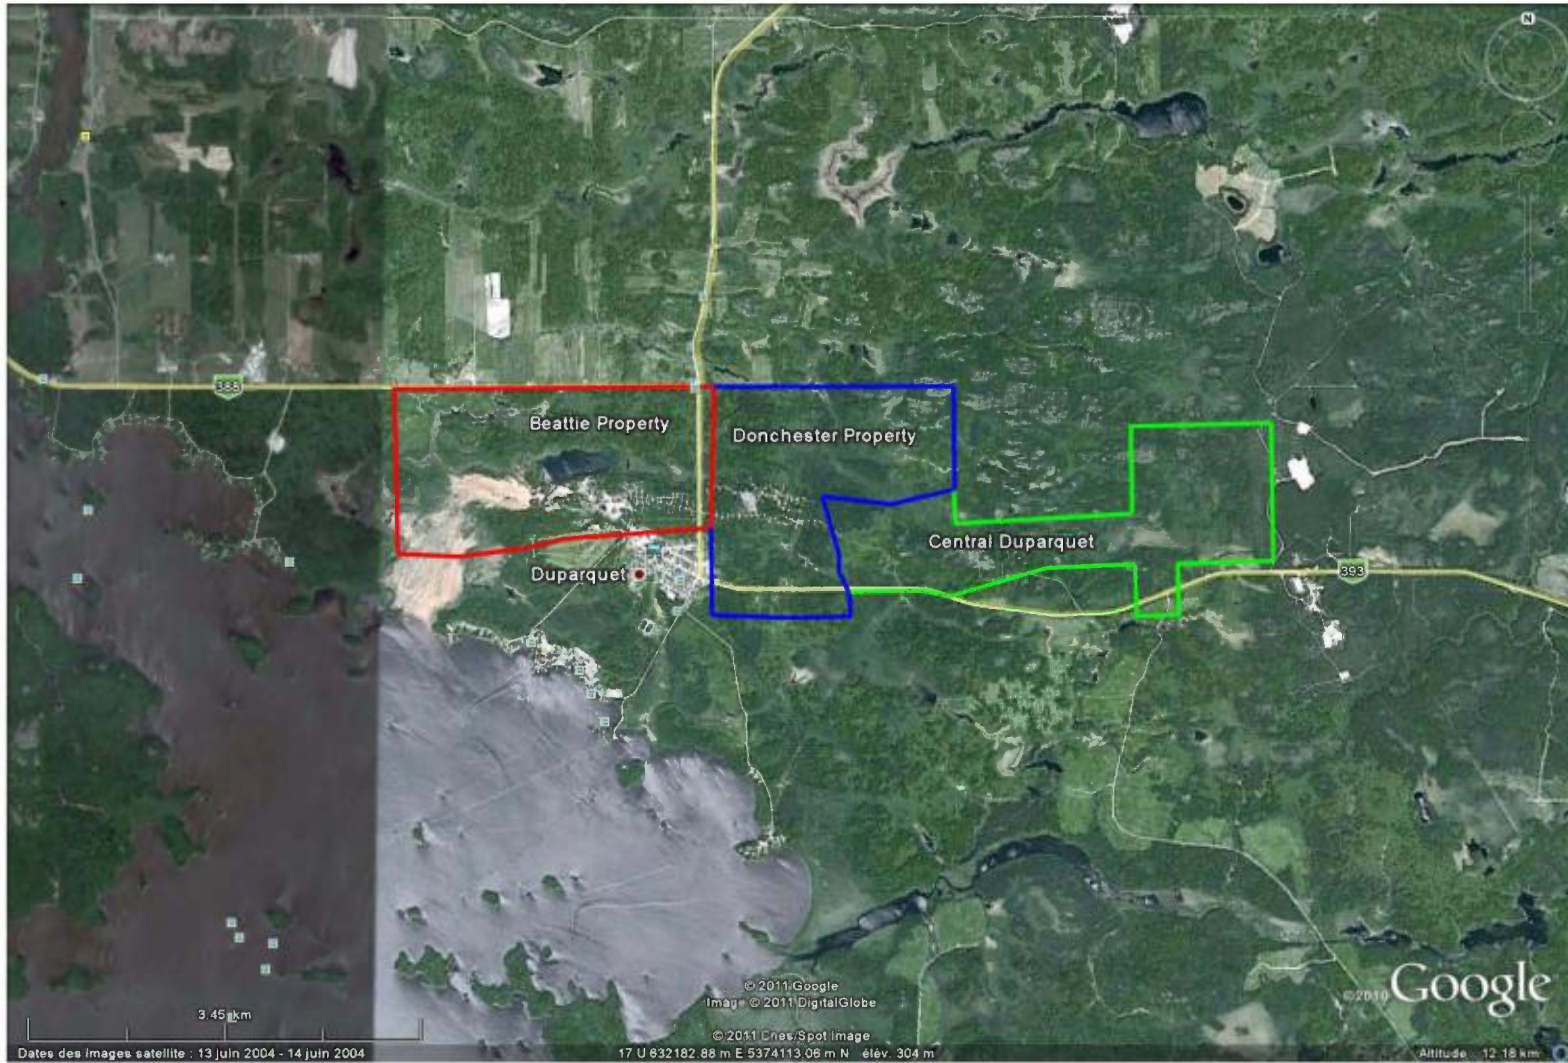 N
388
Beattie Property
Donchester Property
Central Duparquet
Duparquet
393
© 2011 Google
Image © 2011 DigitalGlobe
© 2011 Cnes/Spot Image
©2010 Google
3.45 km
Dates des images satellite : 13 juin 2004 - 14 juin 2004
17 U 632182.88 m E 5374113.06 m N élév. 304 m
Altitude 12.18 km